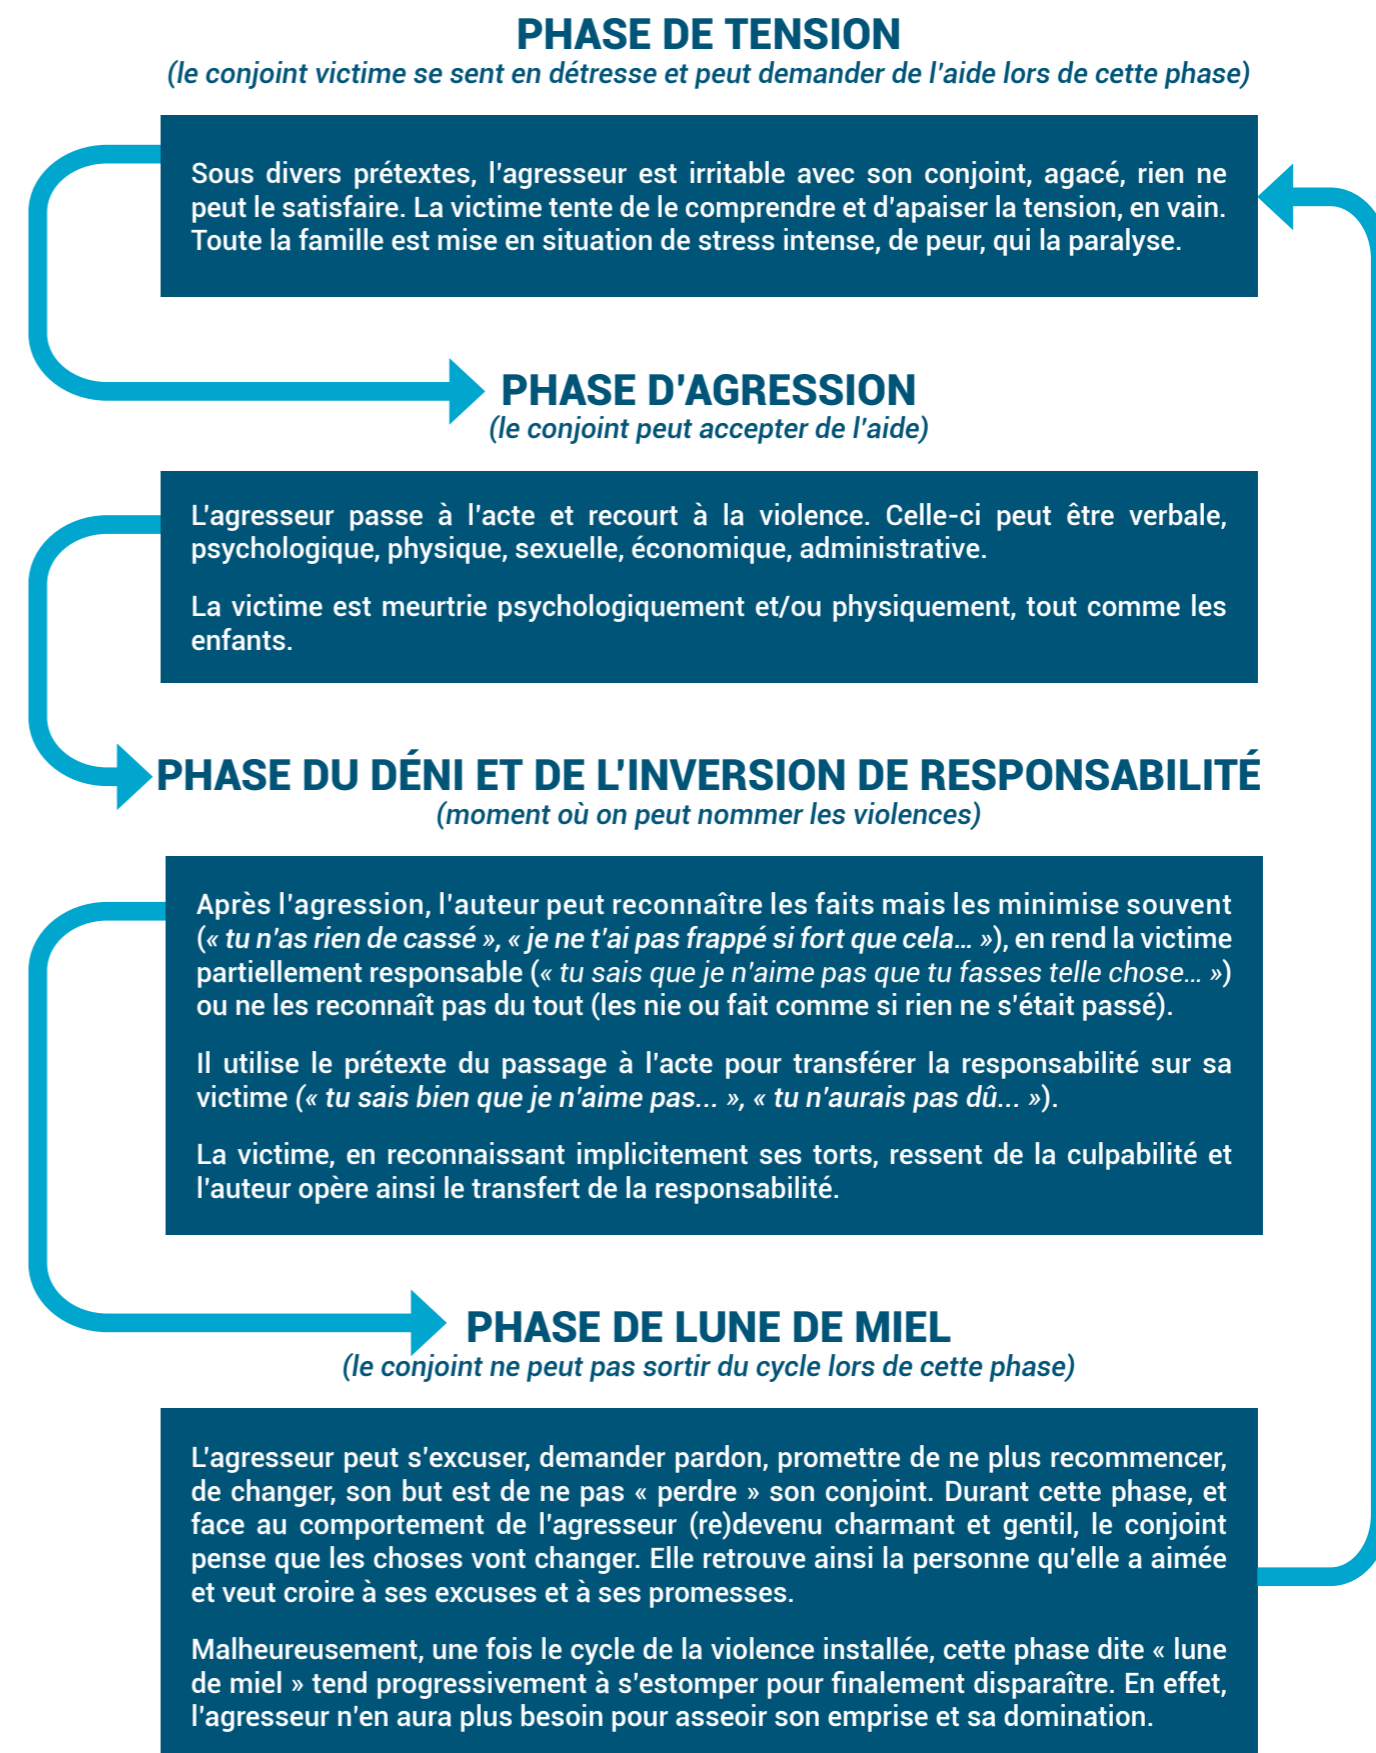 PHASE DE TENSION
(le conjoint victime se sent en détresse et peut demander de l'aide lors de cette phase)
Sous divers prétextes, l'agresseur est irritable avec son conjoint, agacé, rien ne
peut le satisfaire. La victime tente de le comprendre et d'apaiser la tension, en vain.
Toute la famille est mise en situation de stress intense, de peur, qui la paralyse.
PHASE D'AGRESSION
(le conjoint peut accepter de l'aide)
L'agresseur passe à l'acte et recourt à la violence. Celle-ci peut être verbale,
psychologique, physique, sexuelle, économique, administrative.
La victime est meurtrie psychologiquement et/ou physiquement, tout comme les
enfants.
PHASE DU DÉNI ET DE L'INVERSION DE RESPONSABILITÉ
(moment où on peut nommer les violences)
Après l'agression, l'auteur peut reconnaître les faits mais les minimise souvent
(« tu n'as rien de cassé », « je ne t'ai pas frappé si fort que cela… »), en rend la victime
partiellement responsable (« tu sais que je n'aime pas que tu fasses telle chose… »)
ou ne les reconnaît pas du tout (les nie ou fait comme si rien ne s'était passé).
Il utilise le prétexte du passage à l'acte pour transférer la responsabilité sur sa
victime (« tu sais bien que je n'aime pas... », « tu n'aurais pas dû... »).
La victime, en reconnaissant implicitement ses torts, ressent de la culpabilité et
l'auteur opère ainsi le transfert de la responsabilité.
PHASE DE LUNE DE MIEL
(le conjoint ne peut pas sortir du cycle lors de cette phase)
L'agresseur peut s'excuser, demander pardon, promettre de ne plus recommencer,
de changer, son but est de ne pas « perdre » son conjoint. Durant cette phase, et
face au comportement de l'agresseur (re)devenu charmant et gentil, le conjoint
pense que les choses vont changer. Elle retrouve ainsi la personne qu'elle a aimée
et veut croire à ses excuses et à ses promesses.
Malheureusement, une fois le cycle de la violence installée, cette phase dite « lune
de miel » tend progressivement à s'estomper pour finalement disparaître. En effet,
l'agresseur n'en aura plus besoin pour asseoir son emprise et sa domination.